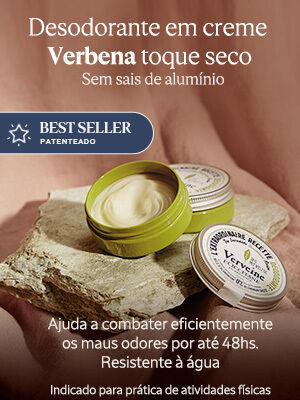 Desodorante em creme
Verbena toque seco
Sem sais de alumínio
BEST SELLER
PATENTEADO
L'EXTRAORDINAIRE RECETTE
Verveine
L'OCCITANE
Ajuda a combater eficientemente
os maus odores por até 48hs.
Resistente à água
Indicado para prática de atividades físicas